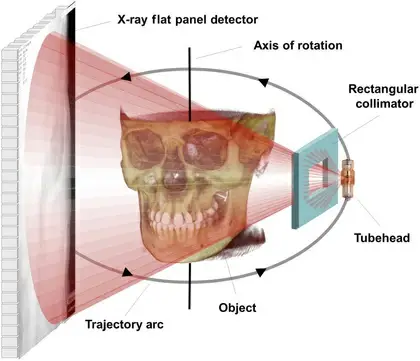 X-ray flat panel detector
Axis of rotation
Rectangular
collimator
Tubehead
Object
Trajectory arc